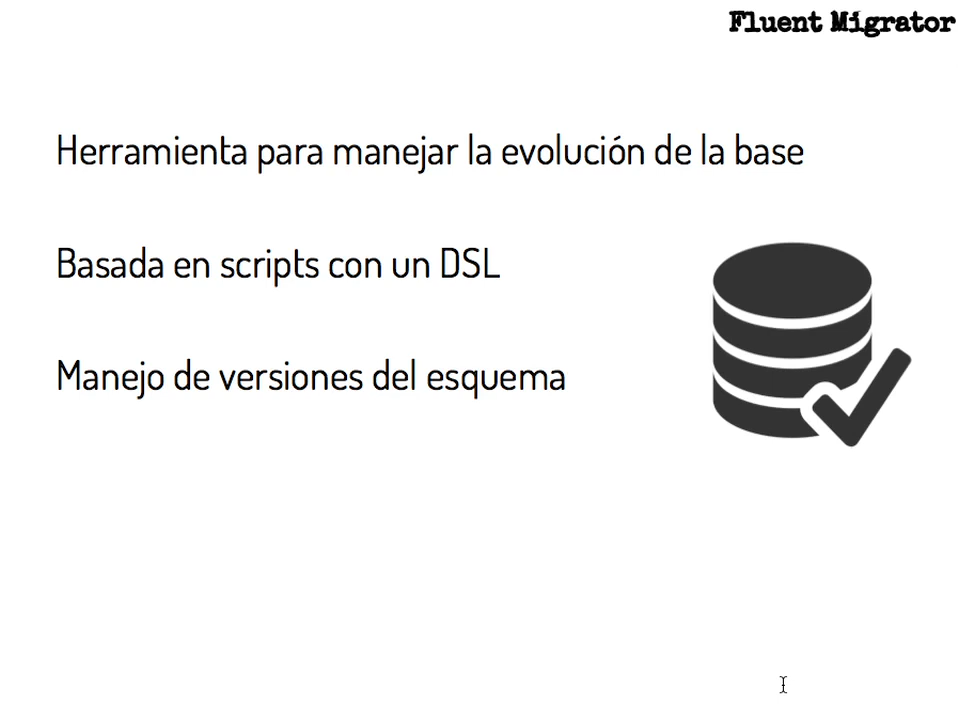 Fluent Migrator
Herramienta para manejar la evolución de la base
Basada en scripts con un DSL
Manejo de versiones del esquema